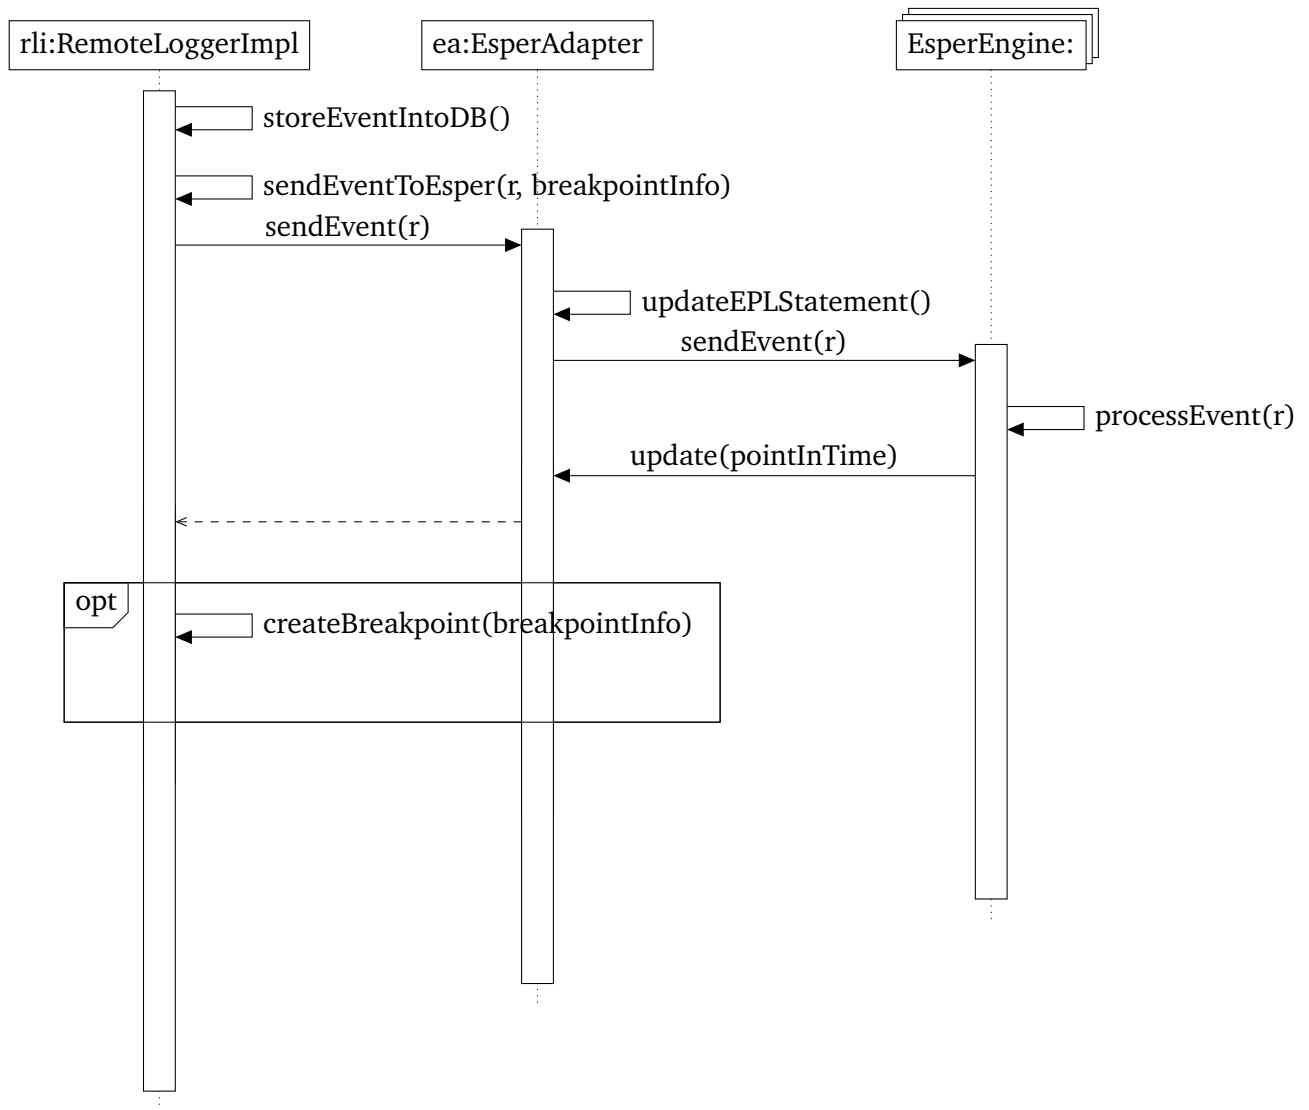 rli:RemoteLoggerImpl
ea:EsperAdapter
EsperEngine:
storeEventIntoDB()
sendEventToEsper(r, breakpointInfo)
sendEvent(r)
updateEPLStatement()
sendEvent(r)
processEvent(r)
update(pointInTime)
opt
createBreakpoint(breakpointInfo)